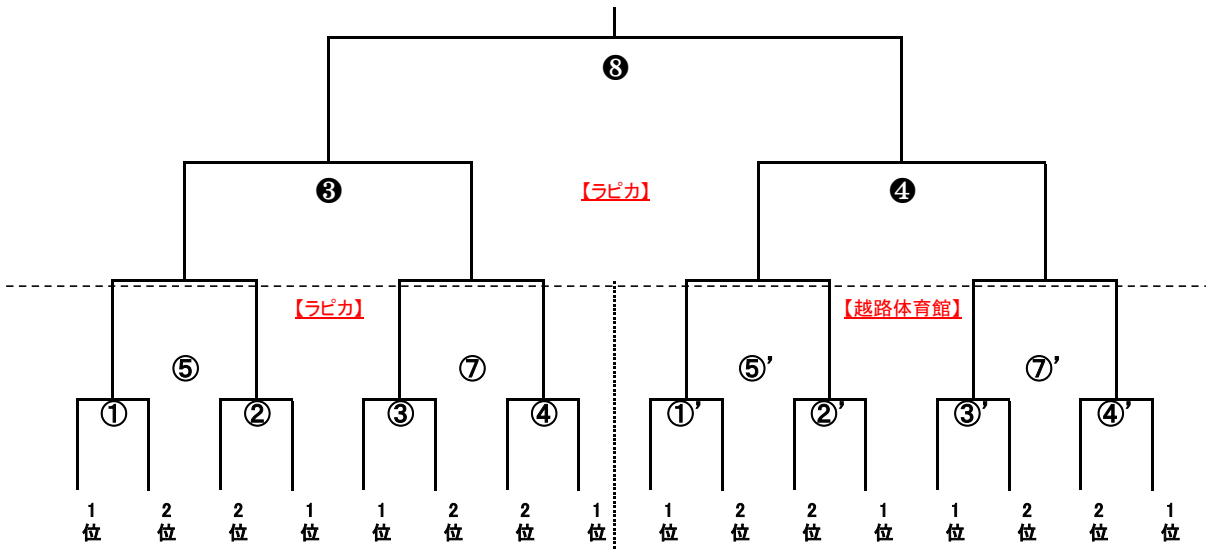 ❽
❸ 【ラピカ】 ❹
【ラピカ】 【越路体育館】
⑤ ⑦ ⑤’ ⑦’
① ② ③ ④ ①’ ②’ ③’ ④’
1位 2位 2位 1位 1位 2位 2位 1位 1位 2位 2位 1位 1位 2位 2位 1位